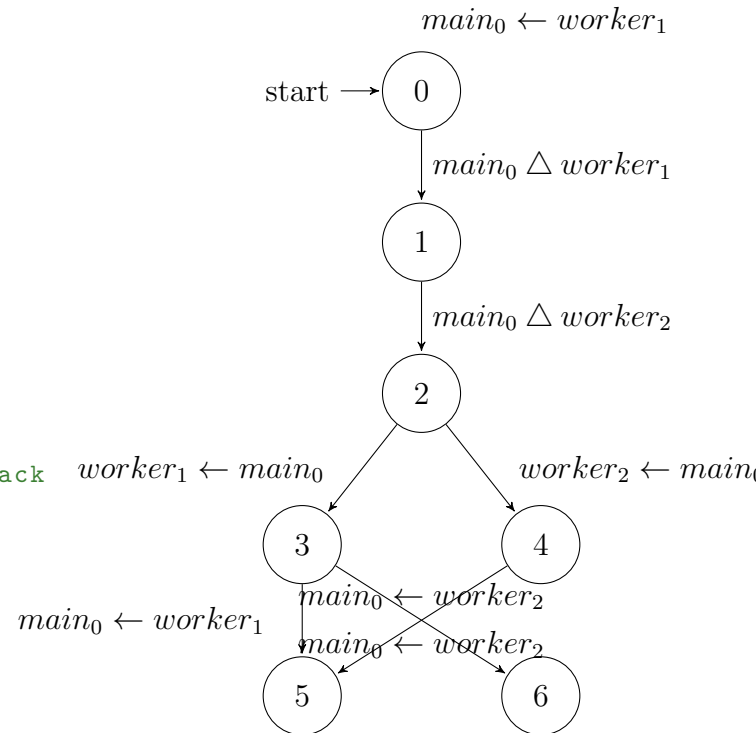 main₀ ← worker₁
start
0
main₀ △ worker₁
1
main₀ △ worker₂
2
ack
worker₁ ← main₀
worker₂ ← main₀
3
4
main₀ ← worker₂
main₀ ← worker₁
main₀ ← worker₂
5
6